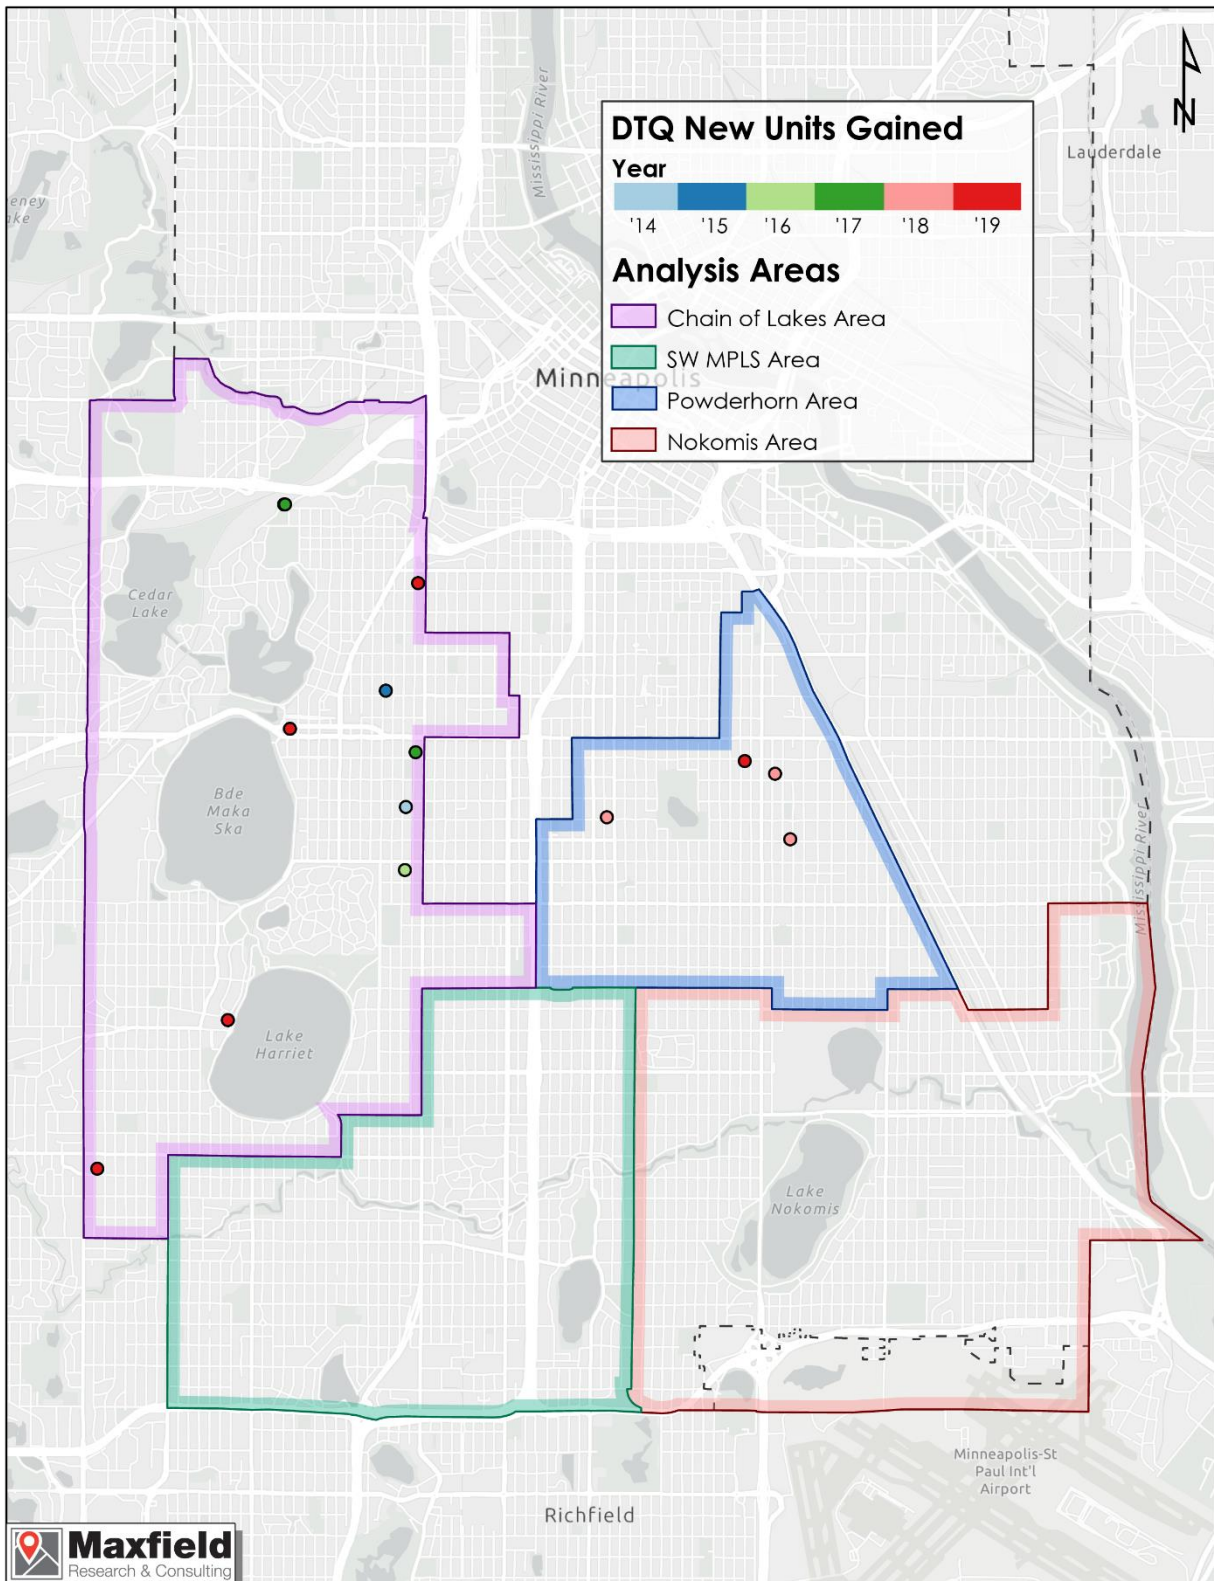 Mississippi River
DTQ New Units Gained
Year
'14 '15 '16 '17 '18 '19
Analysis Areas
Chain of Lakes Area
SW MPLS Area
Powderhorn Area
Nokomis Area
N
Lauderdale
Minneapolis
Cedar
Lake
Bde
Maka
Ska
Mississippi River
Lake
Harriet
Lake
Nokomis
Minneapolis-St
Paul Int'l
Airport
Richfield
Maxfield
Research & Consulting